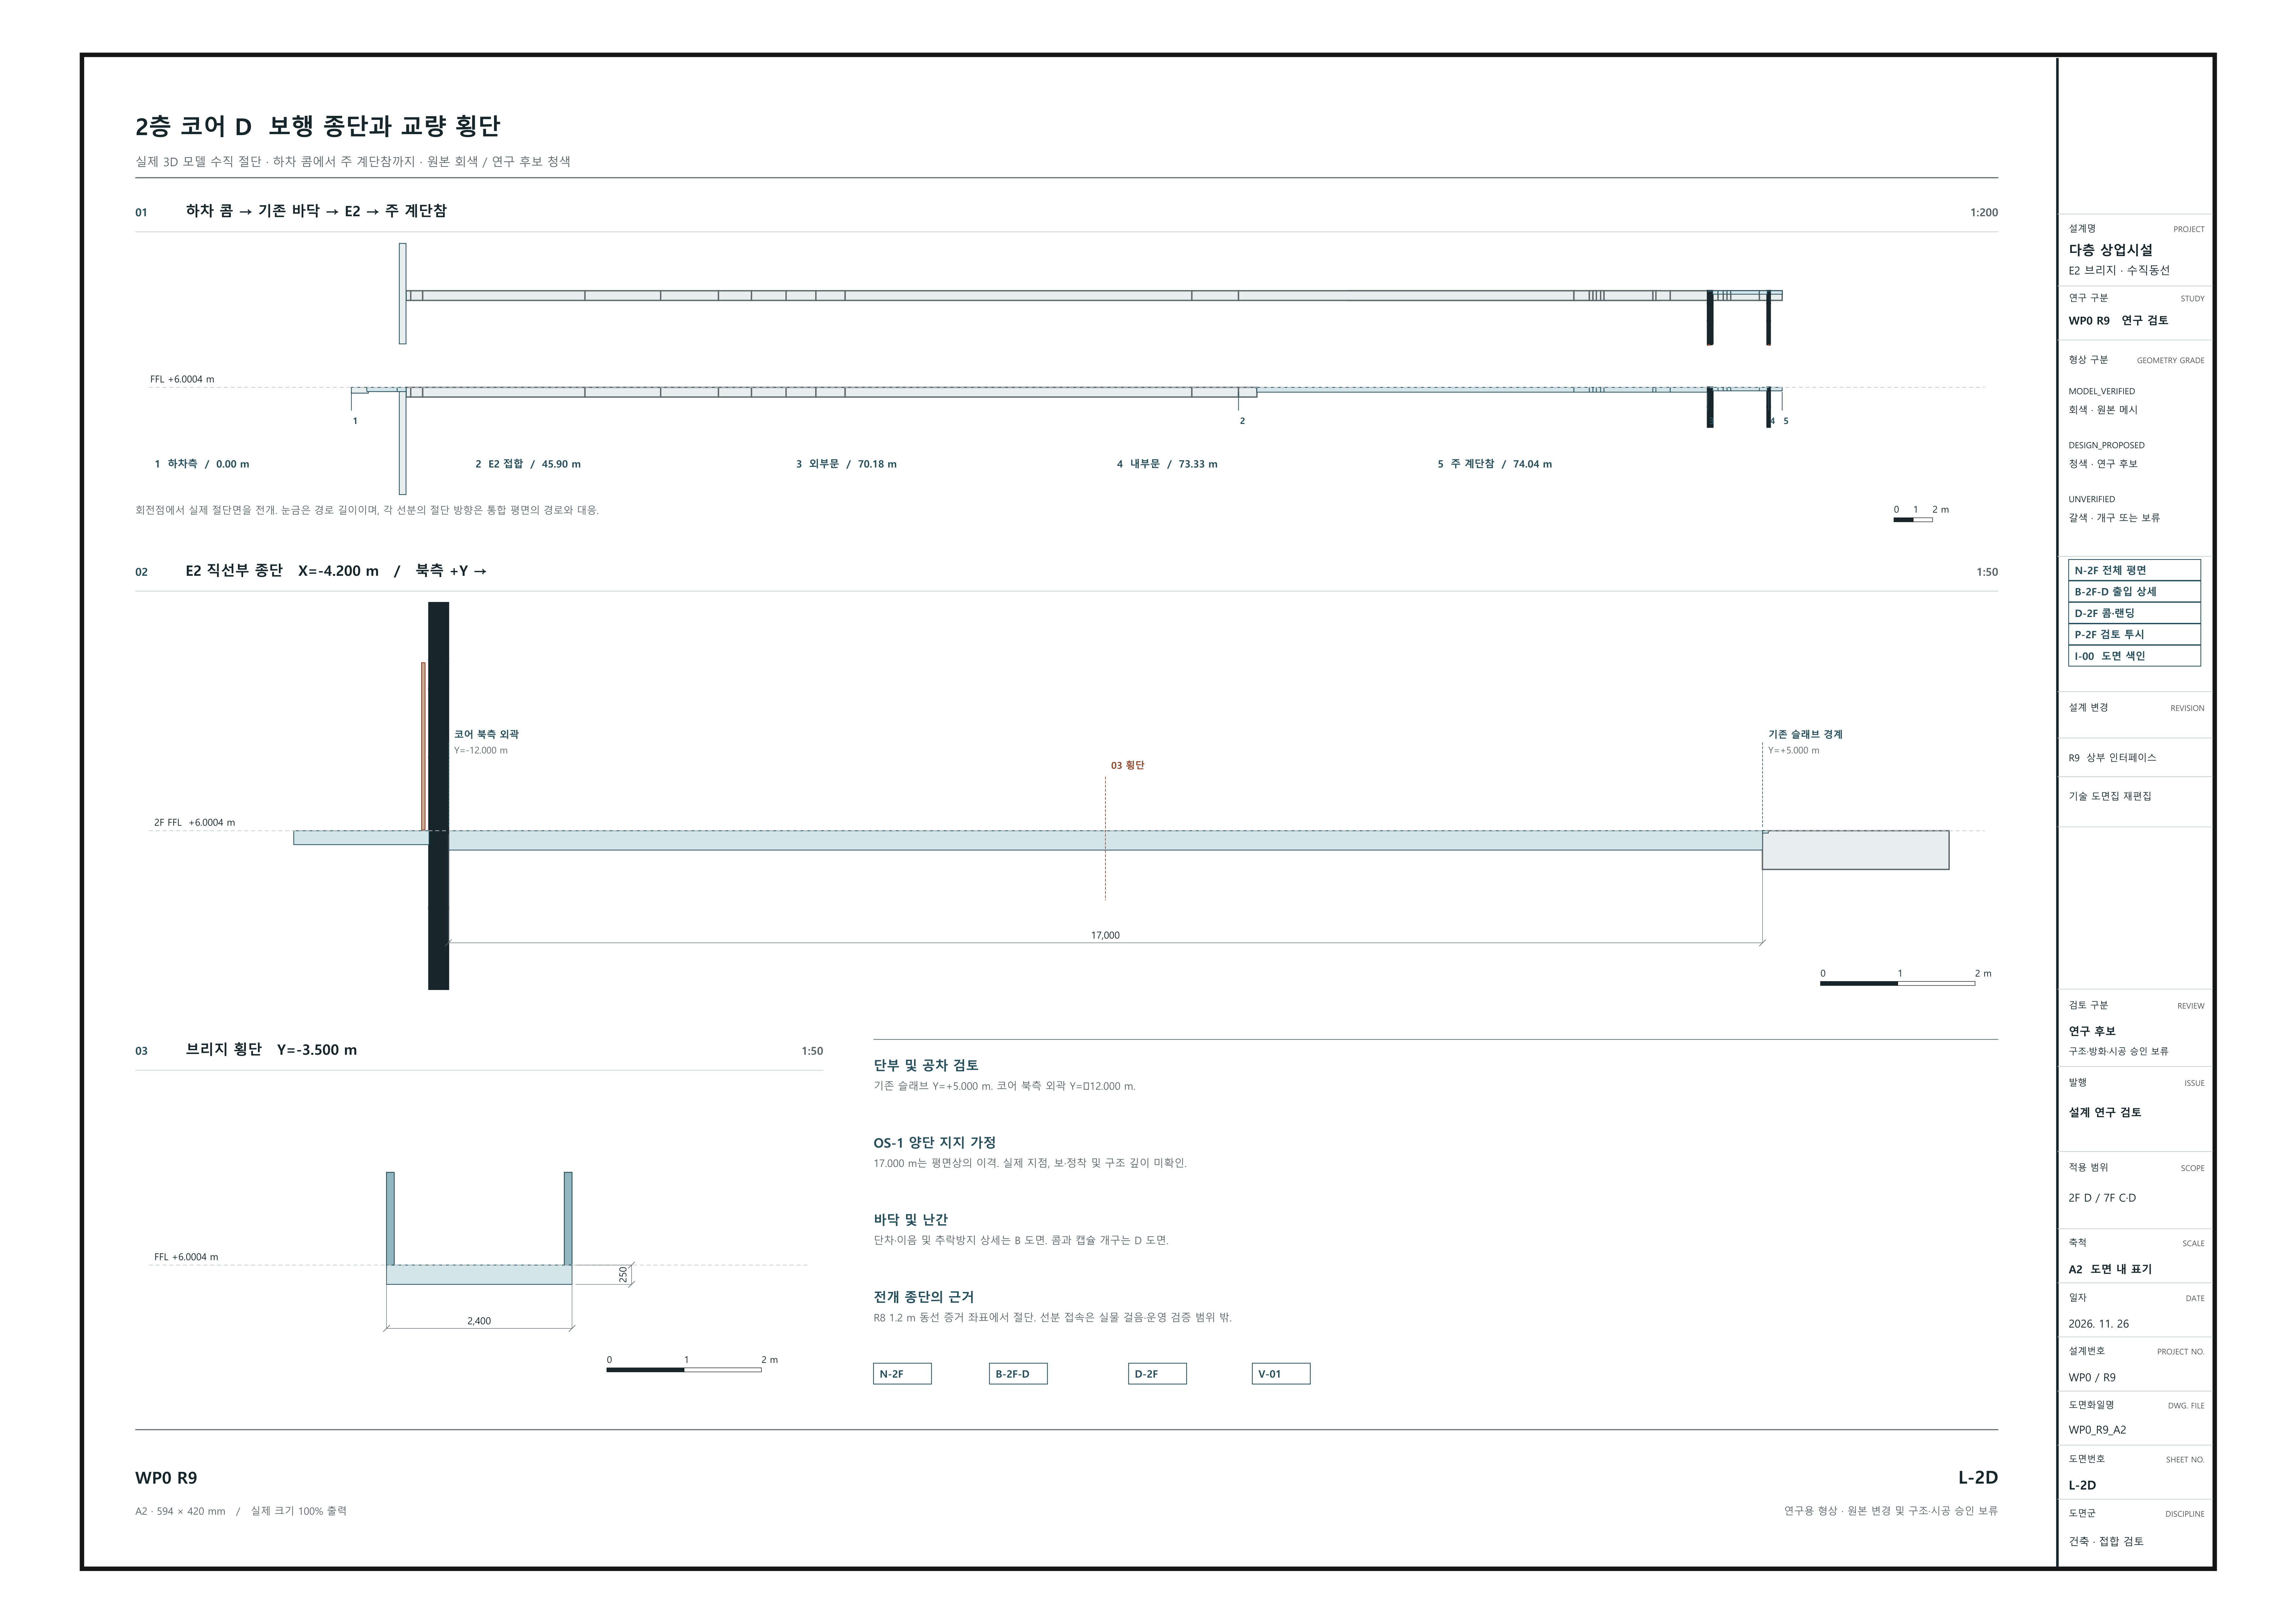 2층 코어 D 보행 종단과 교량 횡단
실제 3D 모델 수직 절단 · 하차 콤에서 주 계단참까지 · 원본 회색 / 연구 후보 청색
01 하차 콤 → 기존 바닥 → E2 → 주 계단참 1:200
FFL +6.0004 m
1 2 4 5
1 하차측 / 0.00 m 2 E2 접합 / 45.90 m 3 외부문 / 70.18 m 4 내부문 / 73.33 m 5 주 계단참 / 74.04 m
회전점에서 실제 절단면을 전개. 눈금은 경로 길이이며, 각 선분의 절단 방향은 통합 평면의 경로와 대응.
0 1 2 m
02 E2 직선부 종단 X=-4.200 m / 북측 +Y → 1:50
코어 북측 외곽
Y=-12.000 m
기존 슬래브 경계
Y=+5.000 m
03 횡단
2F FFL +6.0004 m
17,000
0 1 2 m
03 브리지 횡단 Y=-3.500 m 1:50
FFL +6.0004 m
250
2,400
0 1 2 m
단부 및 공차 검토
기존 슬래브 Y=+5.000 m. 코어 북측 외곽 Y=▯12.000 m.
OS-1 양단 지지 가정
17.000 m는 평면상의 이격. 실제 지점, 보·정착 및 구조 깊이 미확인.
바닥 및 난간
단차·이음 및 추락방지 상세는 B 도면. 콤과 캡슐 개구는 D 도면.
전개 종단의 근거
R8 1.2 m 동선 증거 좌표에서 절단. 선분 접속은 실물 걸음·운영 검증 범위 밖.
N-2F B-2F-D D-2F V-01
WP0 R9
A2 · 594 × 420 mm / 실제 크기 100% 출력
L-2D
연구용 형상 · 원본 변경 및 구조·시공 승인 보류
설계명 PROJECT
다층 상업시설
E2 브리지 · 수직동선
연구 구분 STUDY
WP0 R9 연구 검토
형상 구분 GEOMETRY GRADE
MODEL_VERIFIED
회색 · 원본 메시
DESIGN_PROPOSED
청색 · 연구 후보
UNVERIFIED
갈색 · 개구 또는 보류
N-2F 전체 평면
B-2F-D 출입 상세
D-2F 콤·랜딩
P-2F 검토 투시
I-00 도면 색인
설계 변경 REVISION
R9 상부 인터페이스
기술 도면집 재편집
검토 구분 REVIEW
연구 후보
구조·방화·시공 승인 보류
발행 ISSUE
설계 연구 검토
적용 범위 SCOPE
2F D / 7F C·D
축척 SCALE
A2 도면 내 표기
일자 DATE
2026. 11. 26
설계번호 PROJECT NO.
WP0 / R9
도면화일명 DWG. FILE
WP0_R9_A2
도면번호 SHEET NO.
L-2D
도면군 DISCIPLINE
건축 · 접합 검토